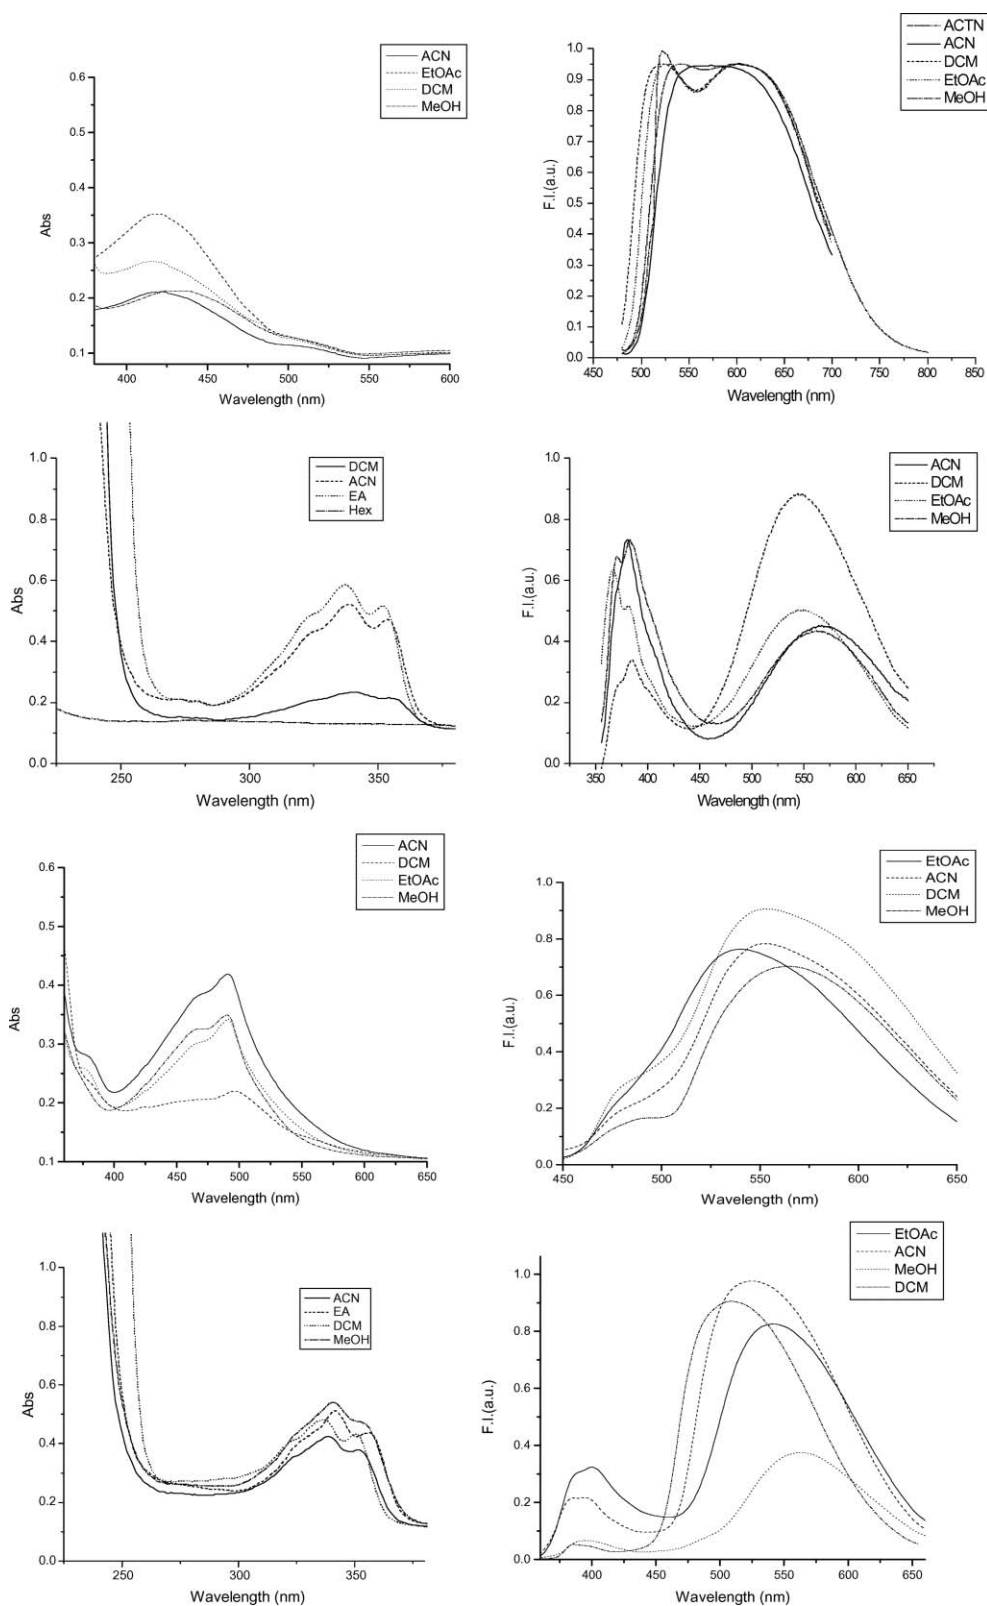 ACN
EtOAc
DCM
MeOH
0.6
0.5
0.4
0.3
0.2
0.1
Abs
400
450
500
550
600
Wavelength (nm)
ACTN
ACN
DCM
EtOAc
MeOH
1.0
0.9
0.8
0.7
0.6
0.5
0.4
0.3
0.2
0.1
0.0
F.I.(a.u.)
450
500
550
600
650
700
750
800
850
Wavelength (nm)
DCM
ACN
EA
Hex
1.0
0.8
0.6
0.4
0.2
0.0
Abs
250
300
350
Wavelength (nm)
ACN
DCM
EtOAc
MeOH
1.0
0.8
0.6
0.4
0.2
0.0
F.I.(a.u.)
350
400
450
500
550
600
650
Wavelength (nm)
ACN
DCM
EtOAc
MeOH
0.6
0.5
0.4
0.3
0.2
0.1
Abs
400
450
500
550
600
650
Wavelength (nm)
EtOAc
ACN
DCM
MeOH
1.0
0.8
0.6
0.4
0.2
0.0
F.I.(a.u.)
450
500
550
600
650
Wavelength (nm)
ACN
EA
DCM
MeOH
1.0
0.8
0.6
0.4
0.2
0.0
Abs
250
300
350
Wavelength (nm)
EtOAc
ACN
MeOH
DCM
1.0
0.8
0.6
0.4
0.2
0.0
F.I.(a.u.)
400
450
500
550
600
650
Wavelength (nm)